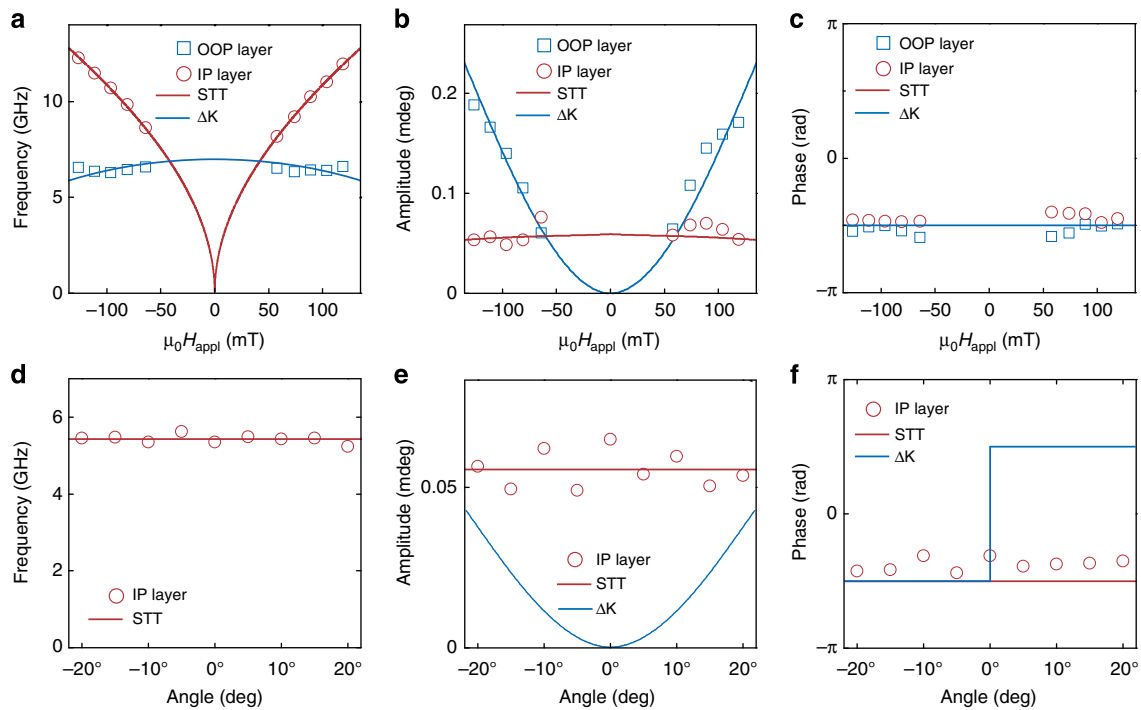 a
OOP layer
IP layer
STT
ΔK
Frequency (GHz)
10
5
0
−100 −50 0 50 100
μ₀Hₐₚₚₗ (mT)
b
OOP layer
IP layer
STT
ΔK
Amplitude (mdeg)
0.2
0.1
0
−100 −50 0 50 100
μ₀Hₐₚₚₗ (mT)
c
OOP layer
IP layer
STT
ΔK
Phase (rad)
π
0
−π
−100 −50 0 50 100
μ₀Hₐₚₚₗ (mT)
d
IP layer
STT
Frequency (GHz)
6
4
2
0
−20° −10° 0° 10° 20°
Angle (deg)
e
IP layer
STT
ΔK
Amplitude (mdeg)
0.05
0
−20° −10° 0° 10° 20°
Angle (deg)
f
IP layer
STT
ΔK
Phase (rad)
π
0
−π
−20° −10° 0° 10° 20°
Angle (deg)